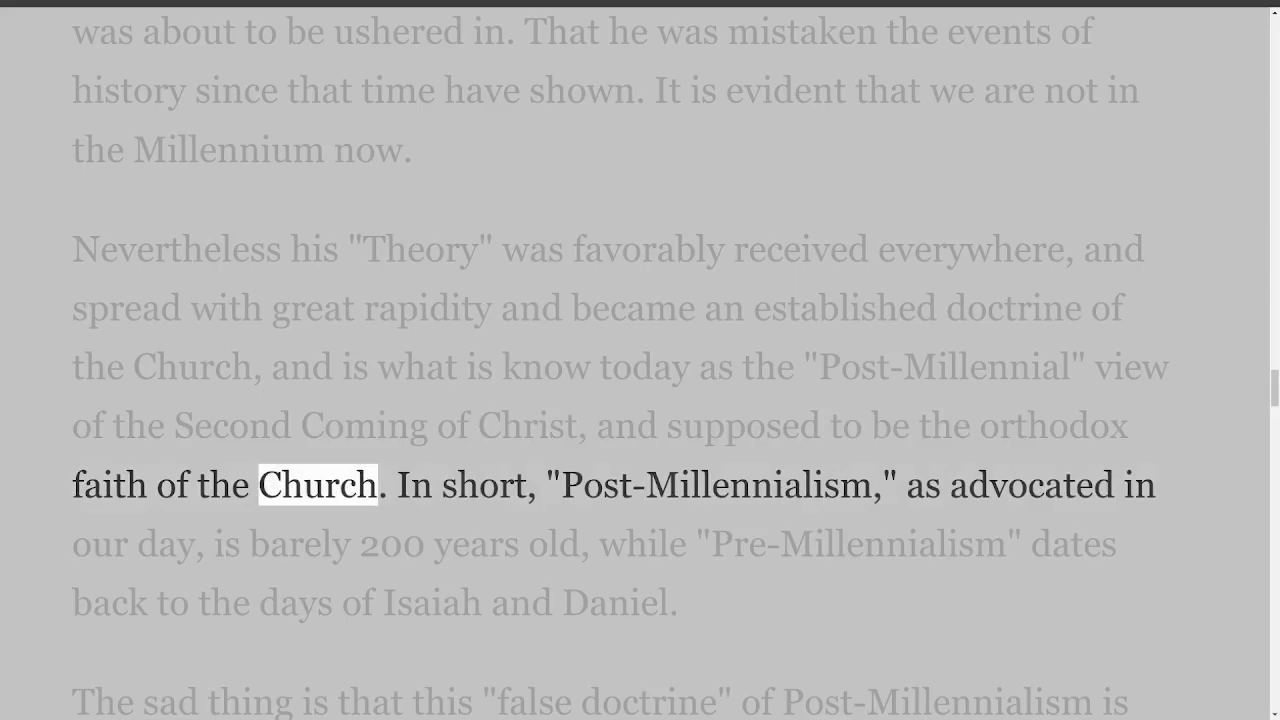 was about to be ushered in. That he was mistaken the events of
history since that time have shown. It is evident that we are not in
the Millennium now.
Nevertheless his "Theory" was favorably received everywhere, and
spread with great rapidity and became an established doctrine of
the Church, and is what is know today as the "Post-Millennial" view
of the Second Coming of Christ, and supposed to be the orthodox
faith of the Church. In short, "Post-Millennialism," as advocated in
our day, is barely 200 years old, while "Pre-Millennialism" dates
back to the days of Isaiah and Daniel.
The sad thing is that this "false doctrine" of Post-Millennialism is